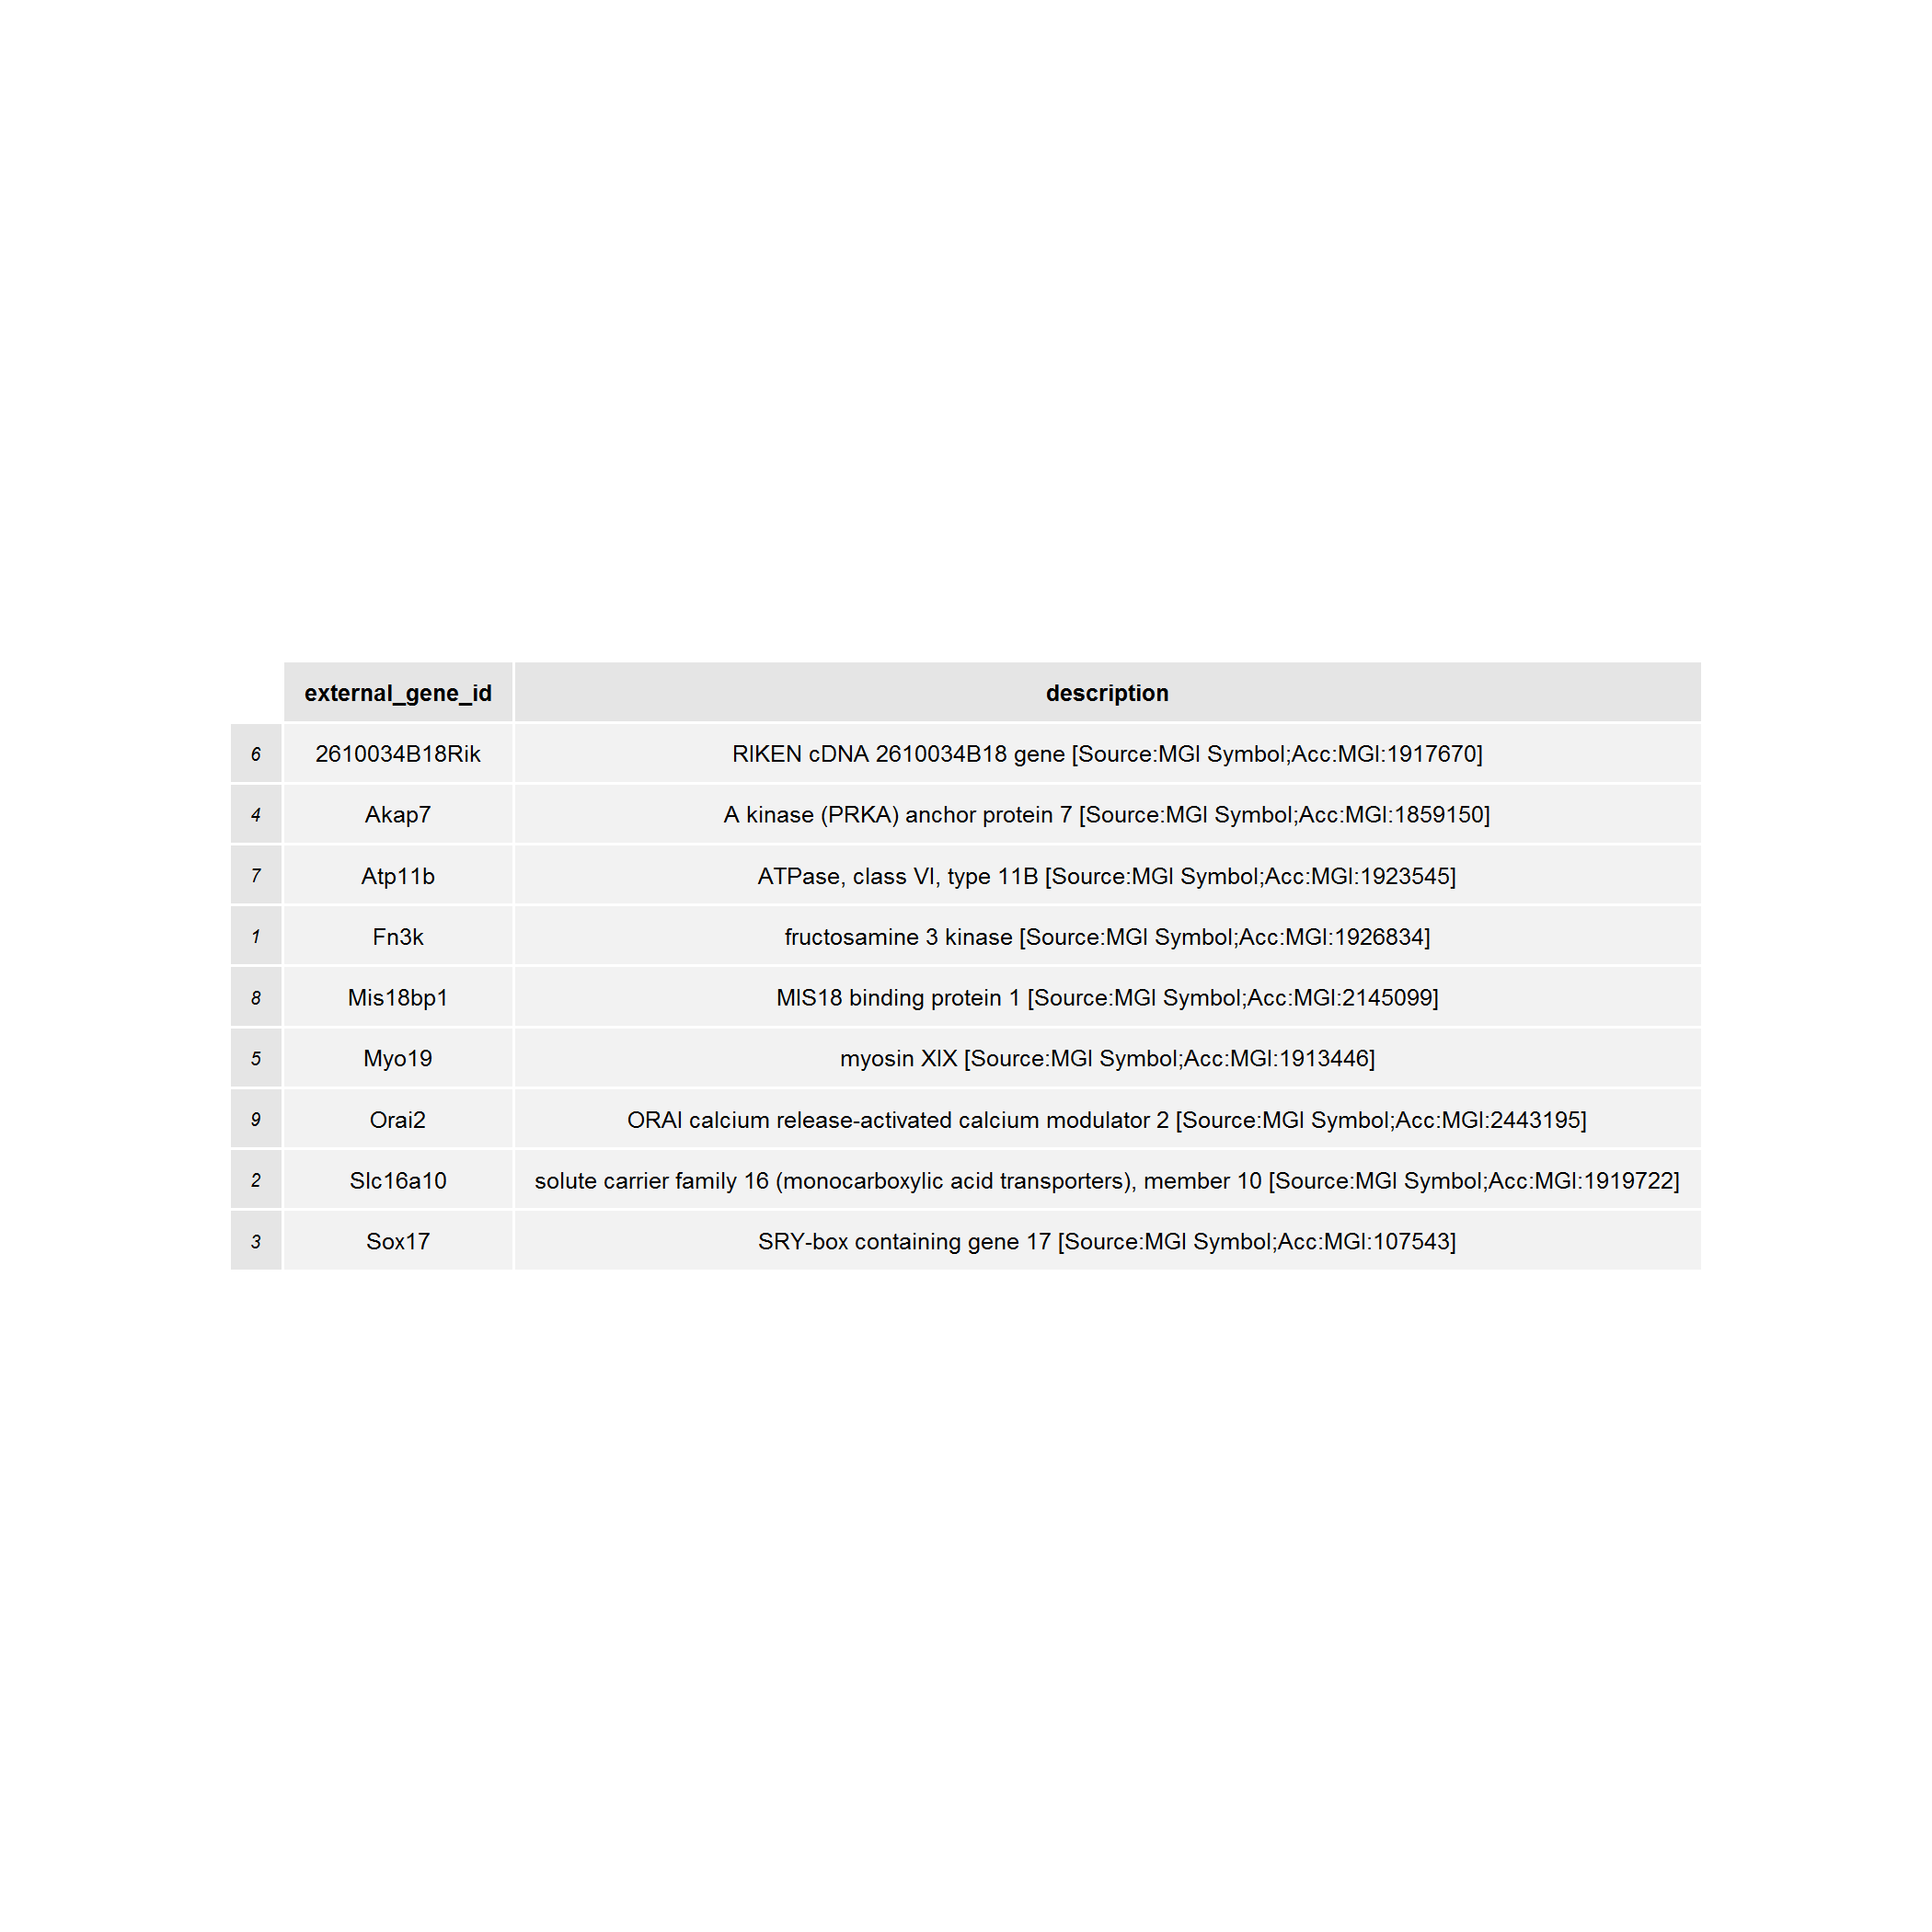 external_gene_id description
6 2610034B18Rik RIKEN cDNA 2610034B18 gene [Source:MGI Symbol;Acc:MGI:1917670]
4 Akap7 A kinase (PRKA) anchor protein 7 [Source:MGI Symbol;Acc:MGI:1859150]
7 Atp11b ATPase, class VI, type 11B [Source:MGI Symbol;Acc:MGI:1923545]
1 Fn3k fructosamine 3 kinase [Source:MGI Symbol;Acc:MGI:1926834]
8 Mis18bp1 MIS18 binding protein 1 [Source:MGI Symbol;Acc:MGI:2145099]
5 Myo19 myosin XIX [Source:MGI Symbol;Acc:MGI:1913446]
9 Orai2 ORAI calcium release-activated calcium modulator 2 [Source:MGI Symbol;Acc:MGI:2443195]
2 Slc16a10 solute carrier family 16 (monocarboxylic acid transporters), member 10 [Source:MGI Symbol;Acc:MGI:1919722]
3 Sox17 SRY-box containing gene 17 [Source:MGI Symbol;Acc:MGI:107543]